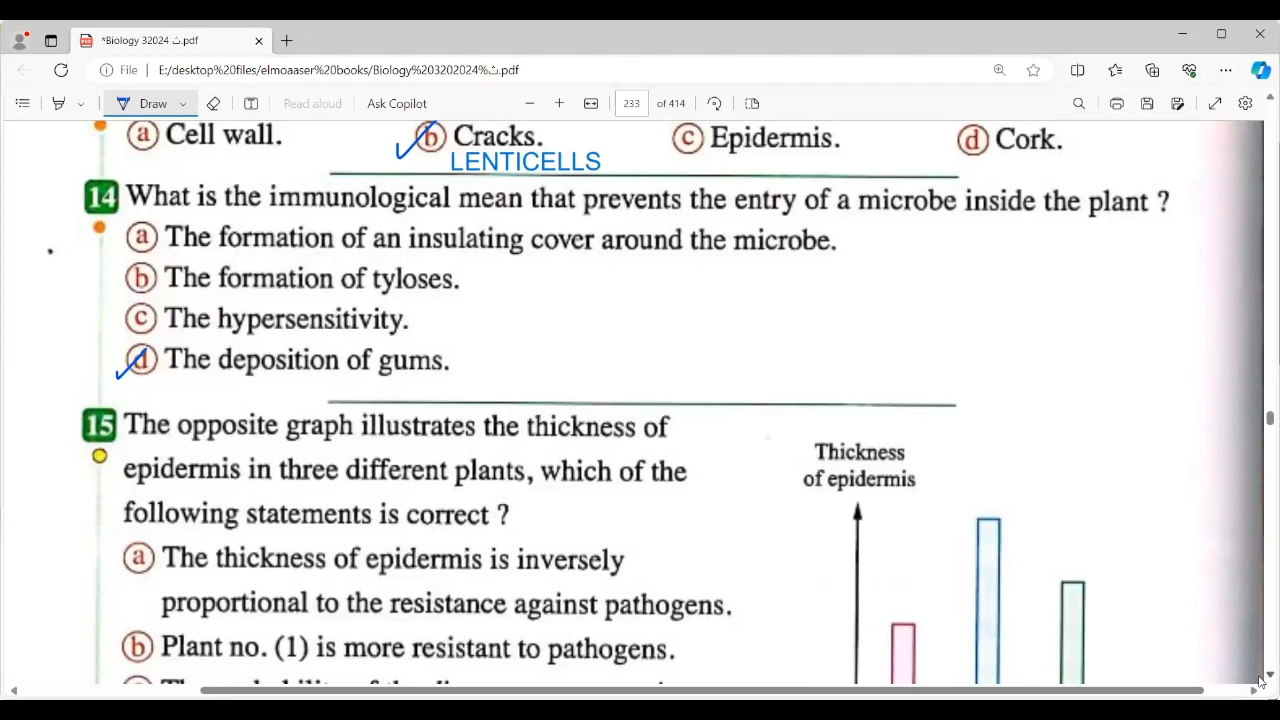 *Biology 32024 ث.pdf
File
E:/desktop%20files/elmoaaser%20books/Biology%203202024%ث.pdf
Draw
Read aloud
Ask Copilot
233
of 414
a Cell wall.
b Cracks.
c Epidermis.
d Cork.
LENTICELLS
14 What is the immunological mean that prevents the entry of a microbe inside the plant ?
a The formation of an insulating cover around the microbe.
b The formation of tyloses.
c The hypersensitivity.
d The deposition of gums.
15 The opposite graph illustrates the thickness of
epidermis in three different plants, which of the
following statements is correct ?
a The thickness of epidermis is inversely
proportional to the resistance against pathogens.
b Plant no. (1) is more resistant to pathogens.
Thickness
of epidermis